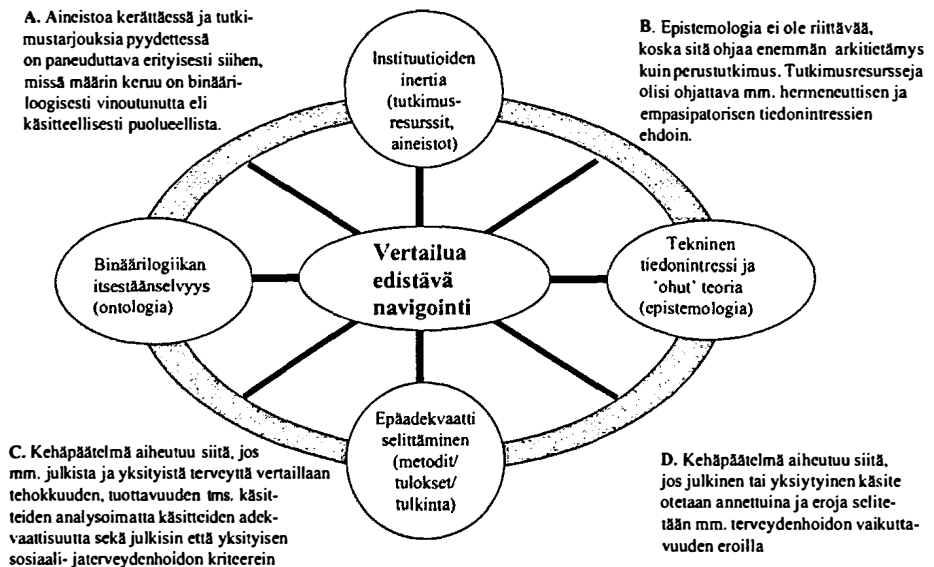 A. Aineistoa kerättäessä ja tutki-
mustarjouksia pyydettessä
on paneuduttava erityisesti siihen,
missä määrin keruu on binääri-
loogisesti vinoutunutta eli
käsitteellisesti puolueellista.
Instituutioiden
inertia
(tutkimus-
resurssit,
aineistot)
B. Epistemologia ei ole riittävää,
koska sitä ohjaa enemmän arkitietämys
kuin perustutkimus. Tutkimusresursseja
olisi ohjattava mm. hermeneuttisen ja
empasipatorisen tiedonintressien
ehdoin.
Binäärilogiikan
itsestäänselvyys
(ontologia)
Vertailua
edistävä
navigointi
Tekninen
tiedonintressi ja
'ohut' teoria
(epistemologia)
Epäadekvaatti
selittäminen
(metodit/
tulokset/
tulkinta)
C. Kehäpäätelmä aiheutuu siitä, jos
mm. julkista ja yksityistä terveyttä vertaillaan
tehokkuuden, tuottavuuden tms. käsit-
teiden analysoimatta käsitteiden adek-
vaattisuutta sekä julkisin että yksityisen
sosiaali- jaterveydenhoidon kriteerein
D. Kehäpäätelmä aiheutuu siitä,
jos julkinen tai yksiytyinen käsite
otetaan annettuina ja eroja selite-
tään mm. terveydenhoidon vaikutta-
vuuden eroilla